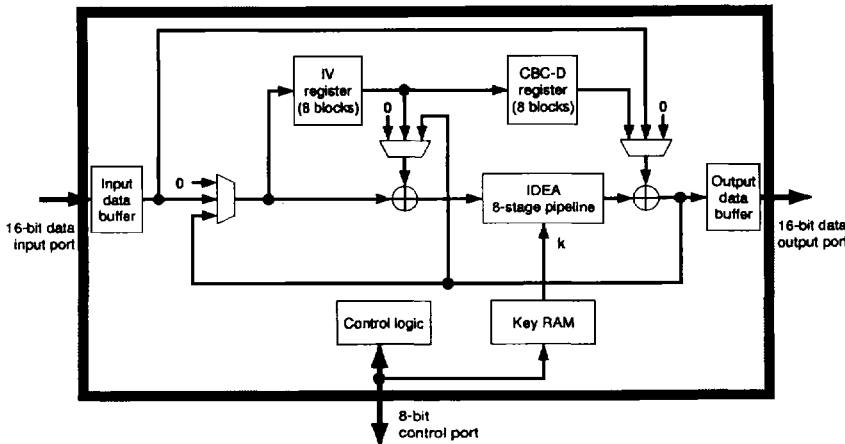 IV
register
(8 blocks)
CBC-D
register
(8 blocks)
0
0
Input
data
buffer
0
IDEA
8-stage pipeline
Output
data
buffer
16-bit data
input port
16-bit data
output port
k
Control logic
Key RAM
8-bit
control port